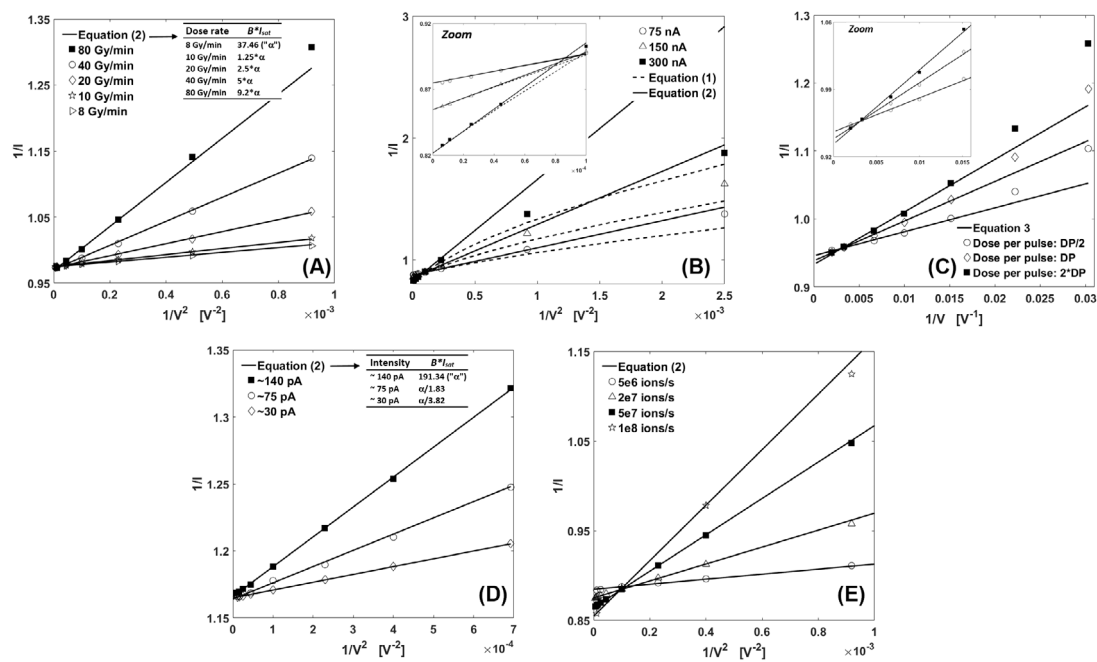 1.35
1.25
1.15
1.05
0.95
1/I
0 0.2 0.4 0.6 0.8 1
1/V² [V⁻²]
×10⁻³
Equation (2)
80 Gy/min
40 Gy/min
20 Gy/min
10 Gy/min
8 Gy/min
Dose rate B*Isat
8 Gy/min 37.46 ("α")
10 Gy/min 1.25*α
20 Gy/min 2.5*α
40 Gy/min 5*α
80 Gy/min 9.2*α
(A)
3
2
1
1/I
0 0.5 1 1.5 2 2.5
1/V² [V⁻²]
×10⁻³
Zoom
0.92
0.87
0.82
0 0.2 0.4 0.6 0.8 1
×10⁻⁴
75 nA
150 nA
300 nA
Equation (1)
Equation (2)
(B)
1.3
1.2
1.1
1.0
0.9
1/I
0 0.005 0.01 0.015 0.02 0.025 0.03
1/V [V⁻¹]
Zoom
1.06
0.99
0.92
0.005 0.01 0.015
Equation 3
Dose per pulse: DP/2
Dose per pulse: DP
Dose per pulse: 2*DP
(C)
1.35
1.3
1.25
1.2
1.15
1/I
0 1 2 3 4 5 6 7
1/V² [V⁻²]
×10⁻⁴
Equation (2)
~140 pA
~75 pA
~30 pA
Intensity B*Isat
~ 140 pA 191.34 ("α")
~ 75 pA α/1.83
~ 30 pA α/3.82
(D)
1.15
1.05
0.95
0.85
1/I
0 0.2 0.4 0.6 0.8 1
1/V² [V⁻²]
×10⁻³
Equation (2)
5e6 ions/s
2e7 ions/s
5e7 ions/s
1e8 ions/s
(E)